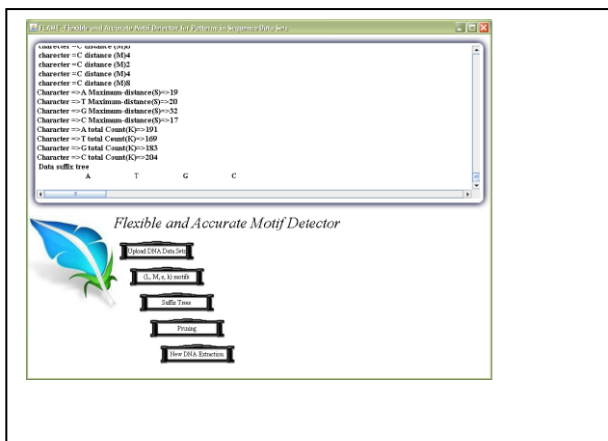 FLAME- Flexible and Accurate Motif Detector for Patterns in Sequence Data Sets
charecter =C distance (M)4
charecter =C distance (M)2
charecter =C distance (M)4
charecter =C distance (M)8
Character =>A Maximum-distance(S)=>19
Character =>T Maximum-distance(S)=>20
Character =>G Maximum-distance(S)=>32
Character =>C Maximum-distance(S)=>17
Character =>A total Count(K)=>191
Character =>T total Count(K)=>169
Character =>G total Count(K)=>183
Character =>C total Count(K)=>204
Data suffix tree
A T G C
Flexible and Accurate Motif Detector
Upload DNA Data Sets
(L, M, s, k) motifs
Suffix Trees
Pruning
New DNA Extraction